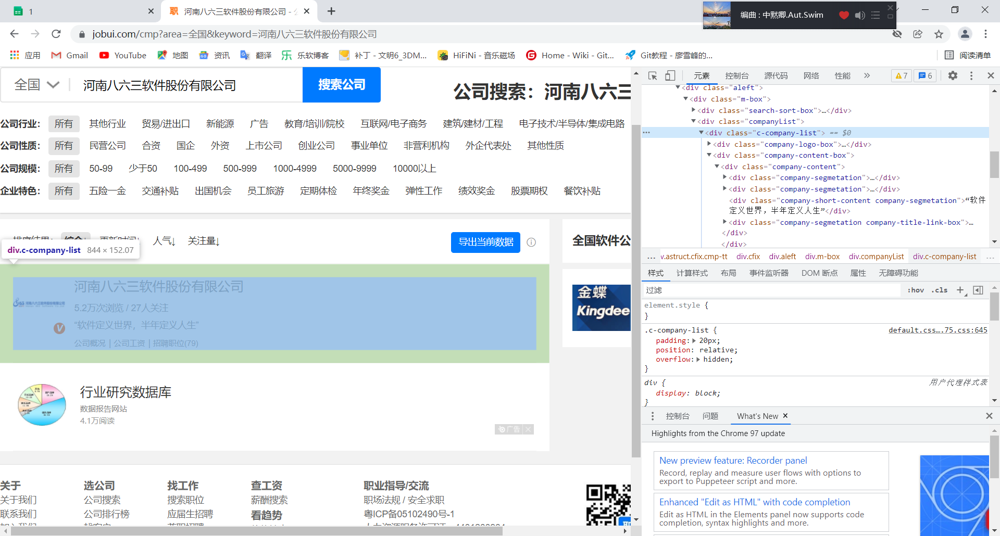 1
河南八六三软件股份有限公司 - 公
编曲 : 中黙卿.Aut.Swim
jobui.com/cmp?area=全国&keyword=河南八六三软件股份有限公司
应用 Gmail YouTube 地图 资讯 翻译 乐软博客 补丁 - 文明6_3DM... HiFiNi - 音乐磁场 Home - Wiki - Git... Git教程 - 廖雪峰的... 阅读清单
全国 河南八六三软件股份有限公司 搜索公司
公司搜索：河南八六三
公司行业： 所有 其他行业 贸易/进出口 新能源 广告 教育/培训/院校 互联网/电子商务 建筑/建材/工程 电子技术/半导体/集成电路
公司性质： 所有 民营公司 合资 国企 外资 上市公司 创业公司 事业单位 非营利机构 外企代表处 其他性质
公司规模： 所有 50-99 少于50 100-499 500-999 1000-4999 5000-9999 10000以上
企业特色： 所有 五险一金 交通补贴 出国机会 员工旅游 定期体检 年终奖金 弹性工作 绩效奖金 股票期权 餐饮补贴
人气↓ 关注量↓ 导出当前数据
div.c-company-list 844 × 152.07
全国软件公
河南八六三软件股份有限公司
863 河南八六三软件股份有限公司
5.2万次浏览 / 27人关注
V
“软件定义世界，半年定义人生”
公司概况 | 公司工资 | 招聘职位(79)
金蝶
Kingdee
行业研究数据库
数据报告网站
4.1万阅读
广告
关于 选公司 找工作 查工资 职业指导/交流
关于我们 公司搜索 搜索职位 薪酬搜索 职场法规 / 安全求职
联系我们 公司排行榜 应届生招聘 看趋势 粤ICP备05102490号-1
元素 控制台 源代码 网络 性能 » 7 6
▼<div class="aleft">
▼<div class="m-box">
▶<div class="search-sort-box">…</div>
▼<div class="companyList">
▼<div class="c-company-list"> == $0
▶<div class="company-logo-box">…</div>
▼<div class="company-content-box">
▼<div class="company-content">
▶<div class="company-segmetation">…</div>
▶<div class="company-segmetation">…</div>
<div class="company-short-content company-segmetation">“软件
定义世界，半年定义人生”</div>
▶<div class="company-segmetation company-title-link-box">…
</div>
</div>
… v.astruct.cfix.cmp-tt div.cfix div.aleft div.m-box div.companyList div.c-company-list …
样式 计算样式 布局 事件监听器 DOM 断点 属性 无障碍功能
过滤 :hov .cls +
element.style {
}
.c-company-list { default.css….75.css:645
padding:▶ 20px;
position: relative;
overflow:▶ hidden;
}
div { 用户代理样式表
display: block;
}
控制台 问题 What's New ×
Highlights from the Chrome 97 update
New preview feature: Recorder panel
Record, replay and measure user flows with options to
export to Puppeteer script and more.
Enhanced "Edit as HTML" with code completion
Edit as HTML in the Elements panel now supports code
completion, syntax highlights and more.